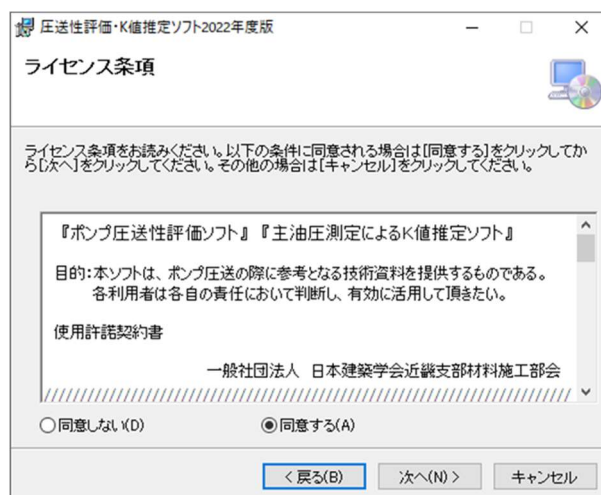 圧送性評価・K値推定ソフト2022年度版
ライセンス条項
ライセンス条項をお読みください。以下の条件に同意される場合は[同意する]をクリックしてか
ら[次へ]をクリックしてください。その他の場合は[キャンセル]をクリックしてください。
『ポンプ圧送性評価ソフト』『主油圧測定によるK値推定ソフト』
目的：本ソフトは、ポンプ圧送の際に参考となる技術資料を提供するものである。
各利用者は各自の責任において判断し、有効に活用して頂きたい。
使用許諾契約書
一般社団法人　日本建築学会近畿支部材料施工部会
////////////////////////////////////////////////////////////////////////
同意しない(D) 同意する(A)
< 戻る(B) 次へ(N) > キャンセル